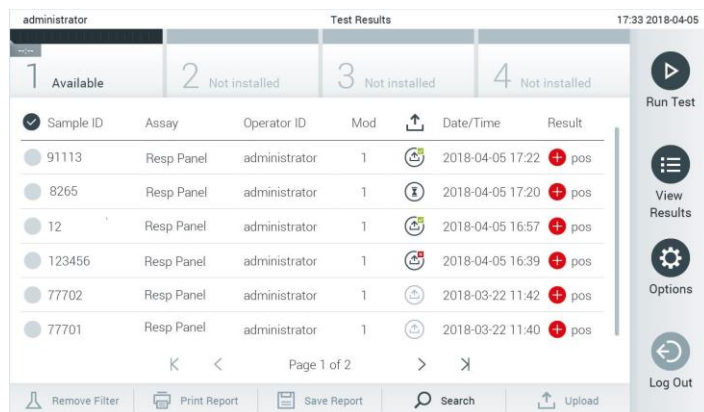 administrator Test Results 17:33 2018-04-05
--:--
1 Available 2 Not installed 3 Not installed 4 Not installed
Run Test
Sample ID Assay Operator ID Mod Date/Time Result
91113 Resp Panel administrator 1 2018-04-05 17:22 pos
8265 Resp Panel administrator 1 2018-04-05 17:20 pos
View
Results
12 Resp Panel administrator 1 2018-04-05 16:57 pos
123456 Resp Panel administrator 1 2018-04-05 16:39 pos
Options
77702 Resp Panel administrator 1 2018-03-22 11:42 pos
77701 Resp Panel administrator 1 2018-03-22 11:40 pos
Page 1 of 2
Log Out
Remove Filter Print Report Save Report Search Upload